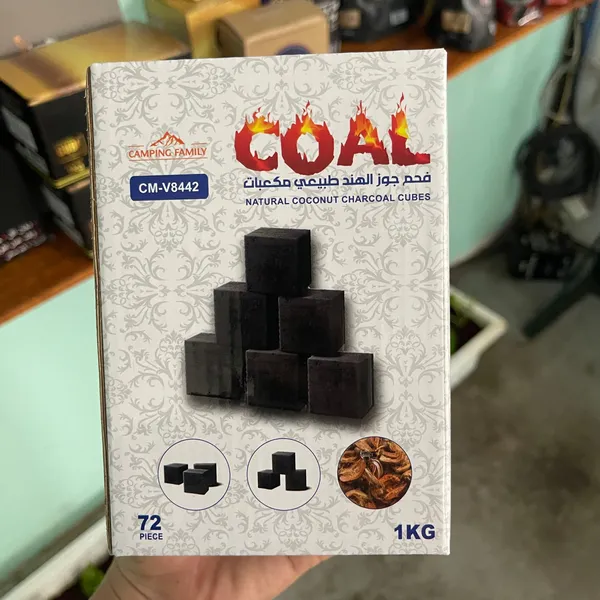 CAMPING FAMILY
CM-V8442
COAL
فحم جوز الهند طبيعي مكعبات
NATURAL COCONUT CHARCOAL CUBES
72
PIECE
1KG